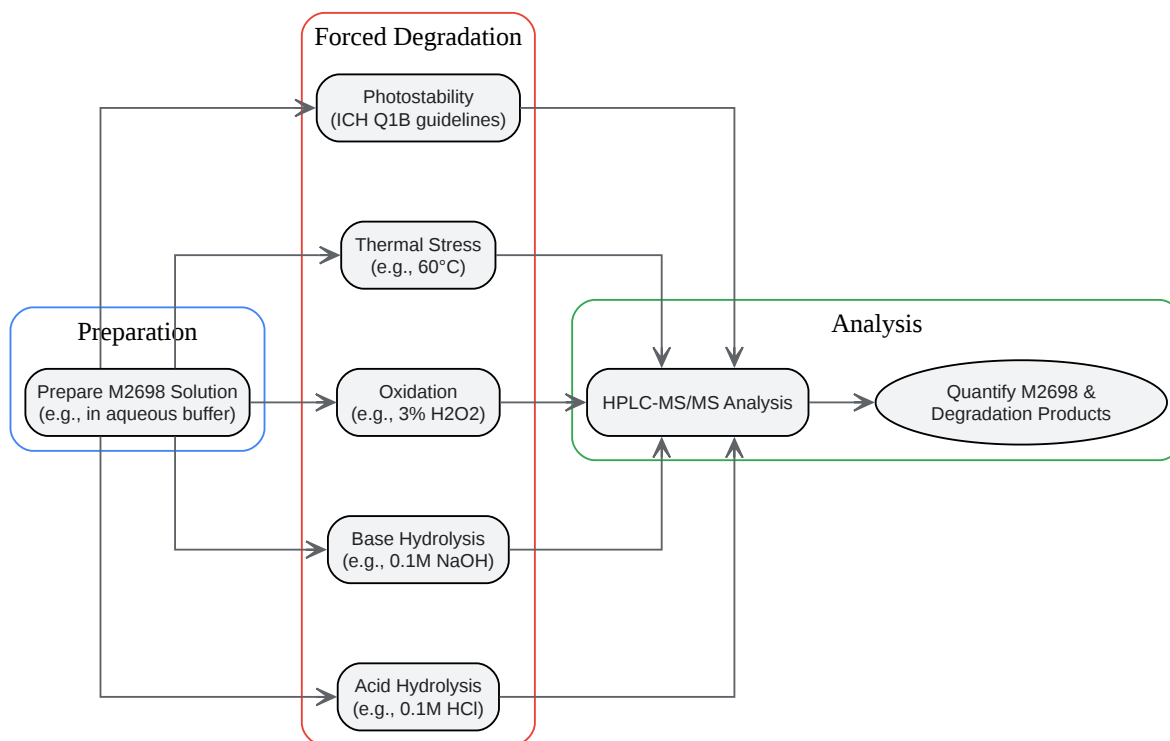 Forced Degradation
Photostability
(ICH Q1B guidelines)
Thermal Stress
(e.g., 60°C)
Preparation
Prepare M2698 Solution
(e.g., in aqueous buffer)
Oxidation
(e.g., 3% H2O2)
Analysis
HPLC-MS/MS Analysis
Quantify M2698 &
Degradation Products
Base Hydrolysis
(e.g., 0.1M NaOH)
Acid Hydrolysis
(e.g., 0.1M HCl)